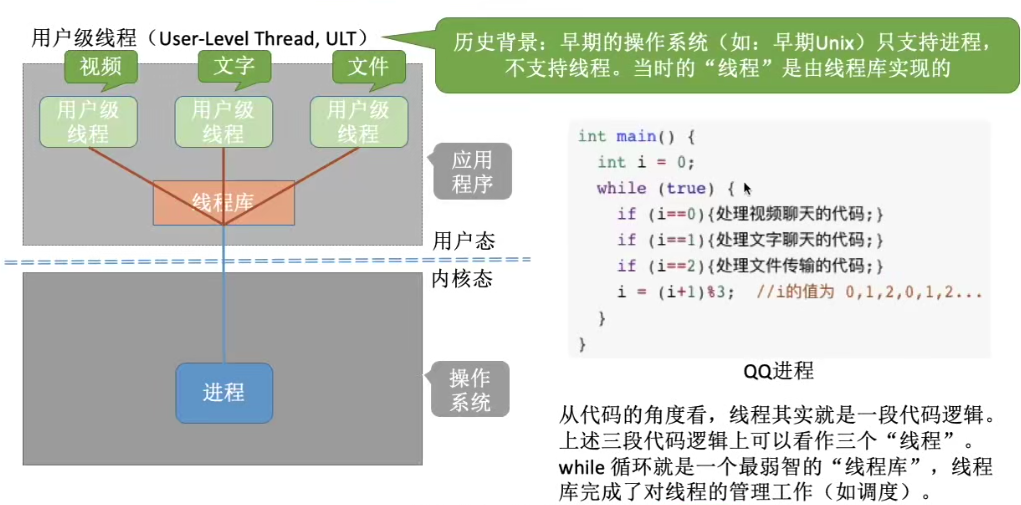 用户级线程（User-Level Thread, ULT）
历史背景：早期的操作系统（如：早期Unix）只支持进程，
不支持线程。当时的“线程”是由线程库实现的
视频
文字
文件
用户级
线程
用户级
线程
用户级
线程
线程库
应用
程序
用户态
内核态
进程
操作
系统
int main() {
int i = 0;
while (true) {
if (i==0){处理视频聊天的代码;}
if (i==1){处理文字聊天的代码;}
if (i==2){处理文件传输的代码;}
i = (i+1)%3; //i的值为 0,1,2,0,1,2...
}
}
QQ进程
从代码的角度看，线程其实就是一段代码逻辑。
上述三段代码逻辑上可以看作三个“线程”。
while 循环就是一个最弱智的“线程库”，线程
库完成了对线程的管理工作（如调度）。